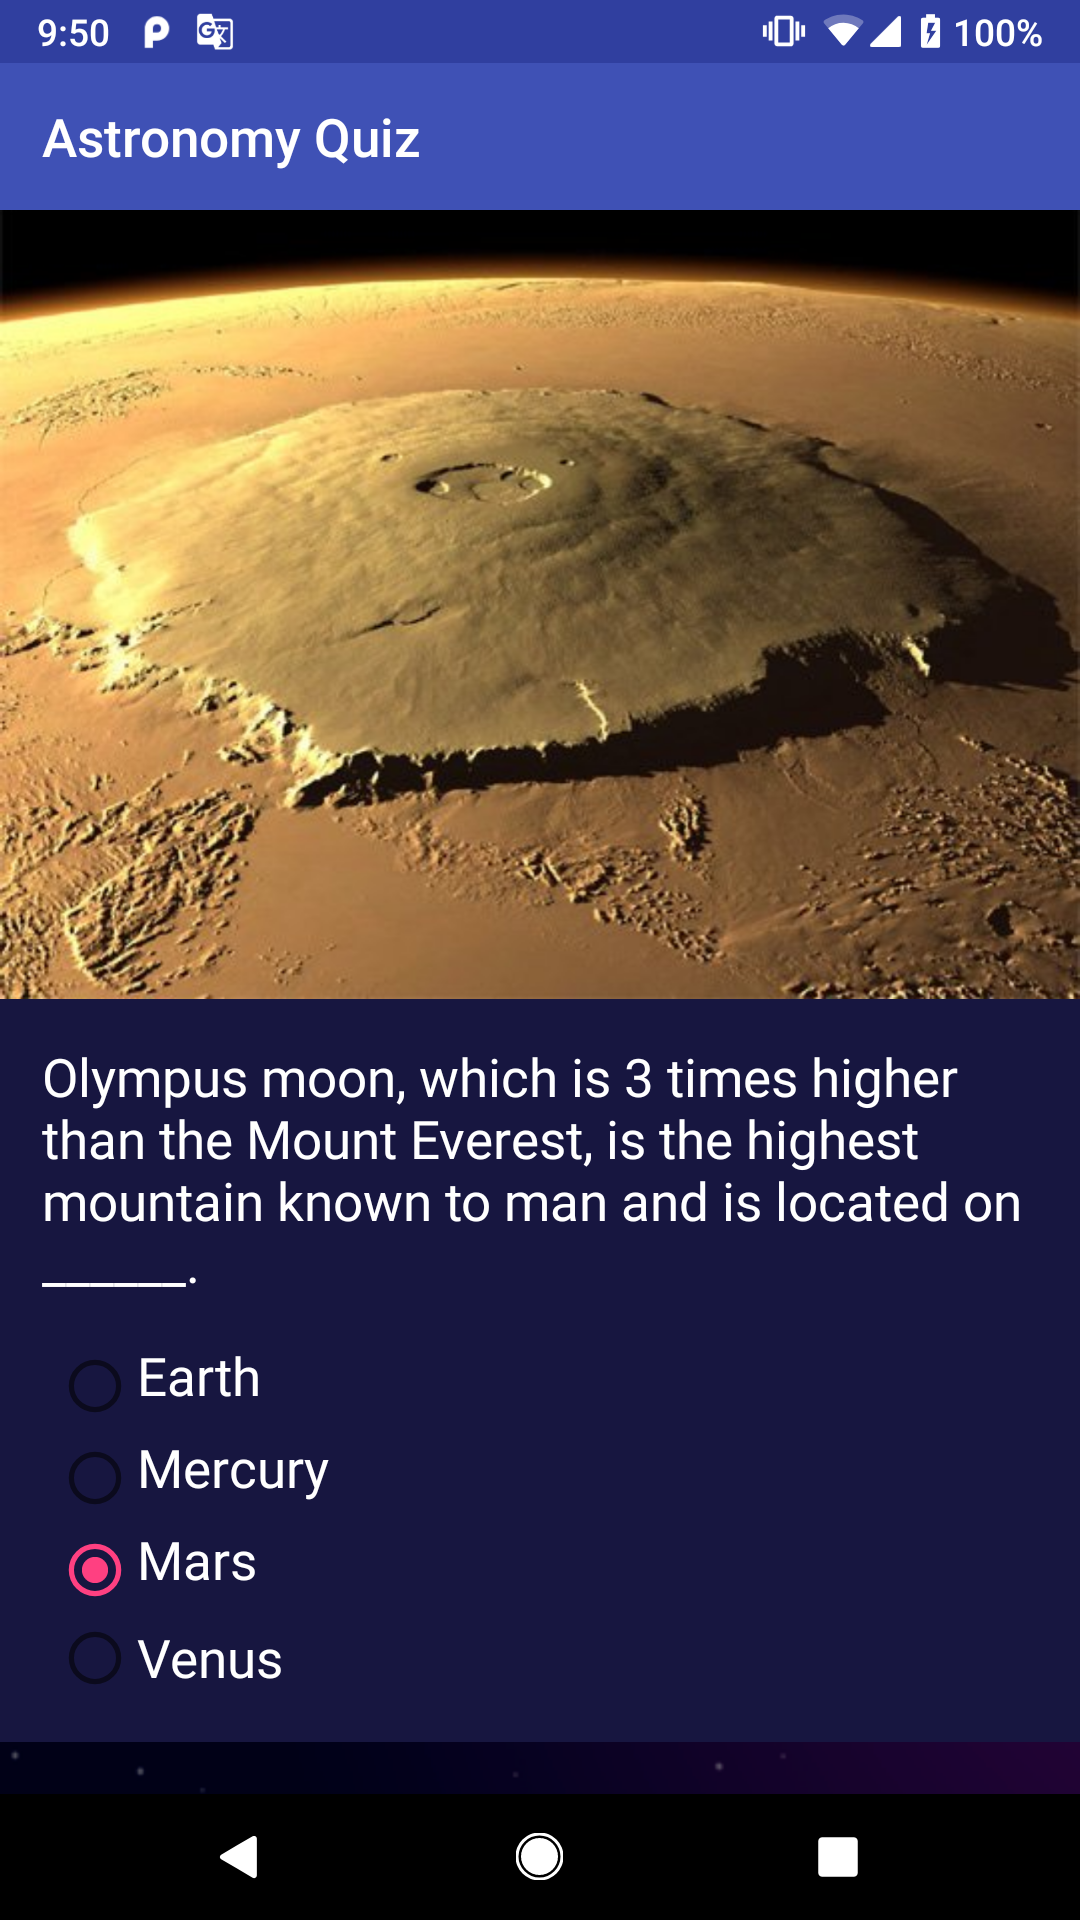 9:50
100%
Astronomy Quiz
Olympus moon, which is 3 times higher
than the Mount Everest, is the highest
mountain known to man and is located on
______.
Earth
Mercury
Mars
Venus